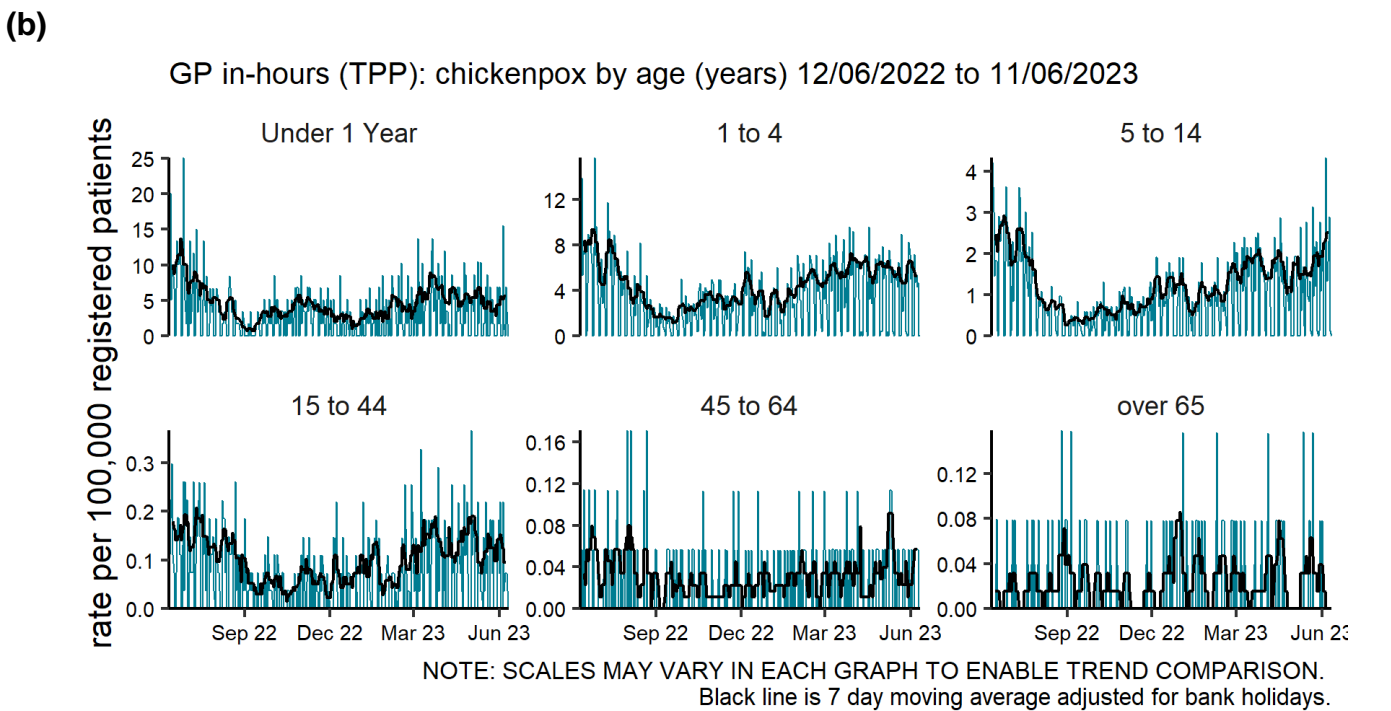 (b)
GP in-hours (TPP): chickenpox by age (years) 12/06/2022 to 11/06/2023
rate per 100,000 registered patients
Under 1 Year
25
20
15
10
5
0
1 to 4
12
8
4
0
5 to 14
4
3
2
1
0
15 to 44
0.3
0.2
0.1
0.0
Sep 22 Dec 22 Mar 23 Jun 23
45 to 64
0.16
0.12
0.08
0.04
0.00
Sep 22 Dec 22 Mar 23 Jun 23
over 65
0.12
0.08
0.04
0.00
Sep 22 Dec 22 Mar 23 Jun 23
NOTE: SCALES MAY VARY IN EACH GRAPH TO ENABLE TREND COMPARISON.
Black line is 7 day moving average adjusted for bank holidays.